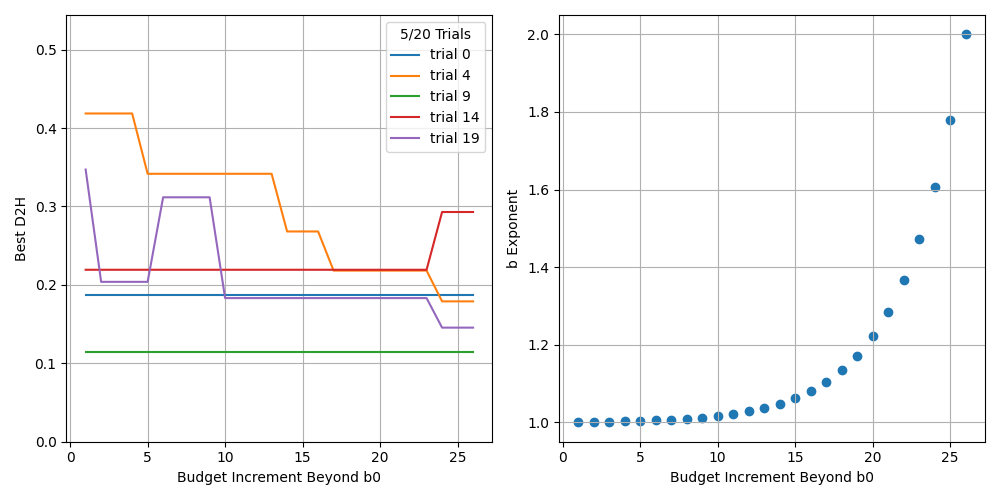 5/20 Trials
trial 0
trial 4
trial 9
trial 14
trial 19
Best D2H
0.5
0.4
0.3
0.2
0.1
0.0
0 5 10 15 20 25
Budget Increment Beyond b0
b Exponent
2.0
1.8
1.6
1.4
1.2
1.0
0 5 10 15 20 25
Budget Increment Beyond b0